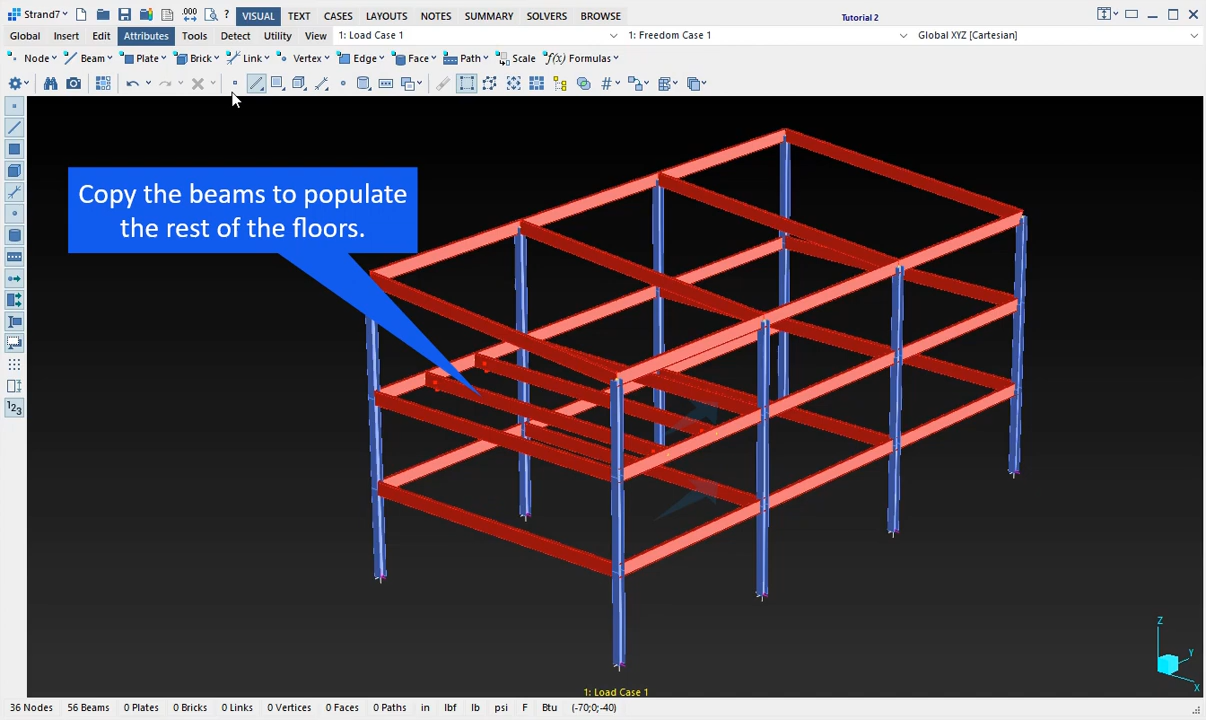 Strand7 ? VISUAL TEXT CASES LAYOUTS NOTES SUMMARY SOLVERS BROWSE Tutorial 2
Global Insert Edit Attributes Tools Detect Utility View 1: Load Case 1 1: Freedom Case 1 Global XYZ [Cartesian]
Node Beam Plate Brick Link Vertex Edge Face Path Scale f(x) Formulas
Copy the beams to populate
the rest of the floors.
123
Z
Y
X
1: Load Case 1
36 Nodes 56 Beams 0 Plates 0 Bricks 0 Links 0 Vertices 0 Faces 0 Paths in lbf lb psi F Btu (-70;0;-40)